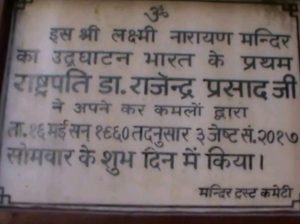 ॐ
इस श्री लक्ष्मी नारायण मन्दिर
का उद्घाटन भारत के प्रथम
राष्ट्रपति डा. राजेन्द्र प्रसाद जी
ने अपने कर कमलों द्वारा
ता. १६ मई सन १९६० तदनुसार ३ जेष्ट सं. २०१७
सोमवार के शुभ दिन में किया।
मन्दिर ट्रस्ट कमेटी